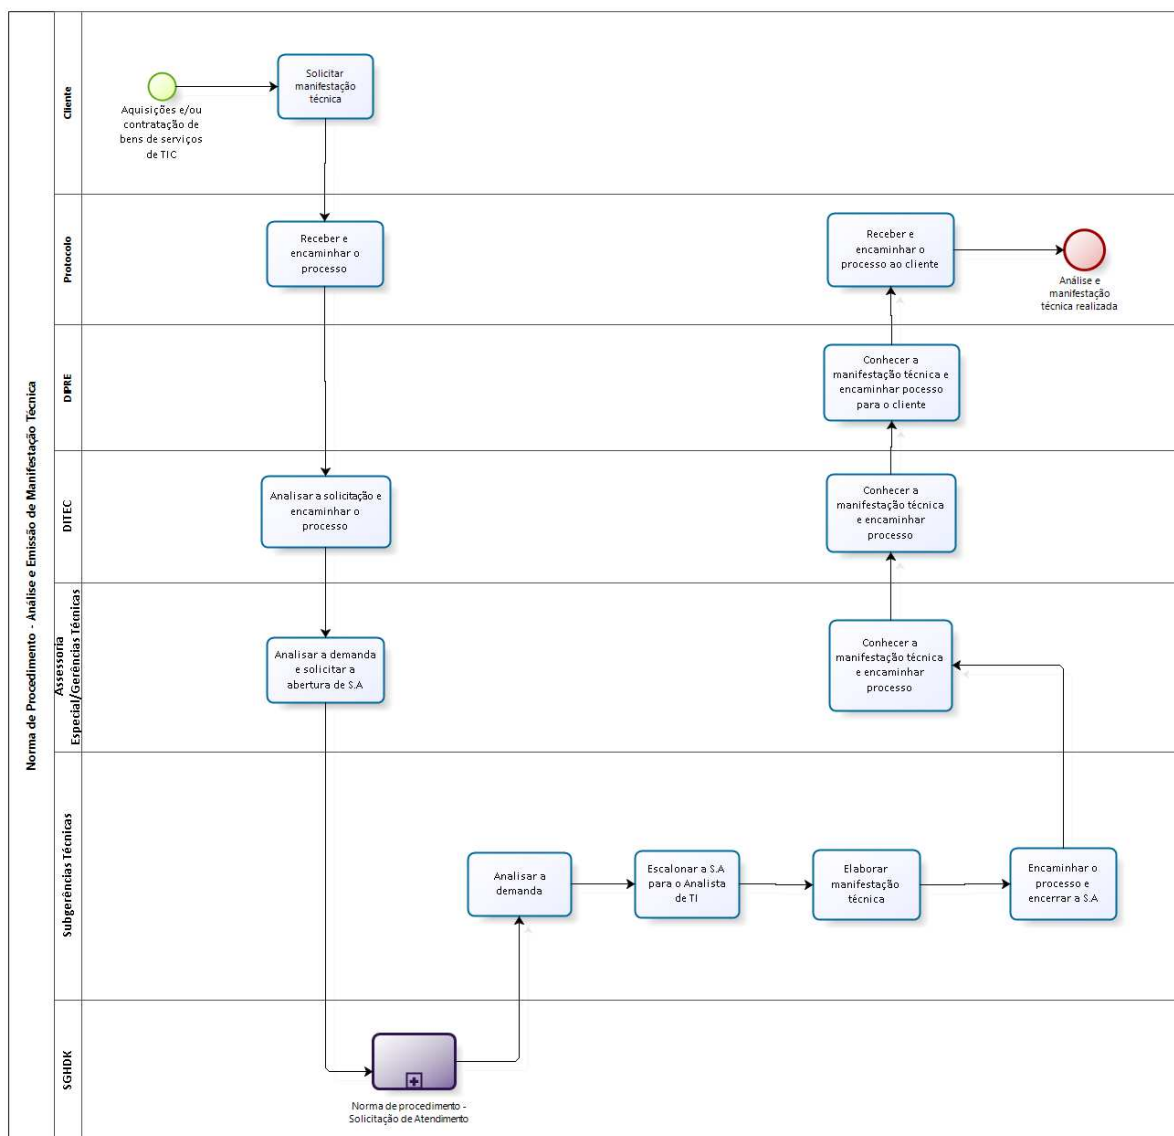 Norma de Procedimento - Análise e Emissão de Manifestação Técnica
Cliente
Aquisições e/ou
contratação de
bens de serviços
de TIC
Solicitar
manifestação
técnica
Protocolo
Receber e
encaminhar o
processo
Receber e
encaminhar o
processo ao cliente
Análise e
manifestação
técnica realizada
DIPRE
Conhecer a
manifestação técnica e
encaminhar pocesso
para o cliente
DITEC
Analisar a solicitação e
encaminhar o
processo
Conhecer a
manifestação técnica
e encaminhar
processo
Assessoria
Especial/Gerências Técnicas
Analisar a demanda
e solicitar a
abertura de S.A
Conhecer a
manifestação técnica
e encaminhar
processo
Subgerências Técnicas
Analisar a
demanda
Escalonar a S.A
para o Analista
de TI
Elaborar
manifestação
técnica
Encaminhar o
processo e
encerrar a S.A
SGHDK
Norma de procedimento -
Solicitação de Atendimento